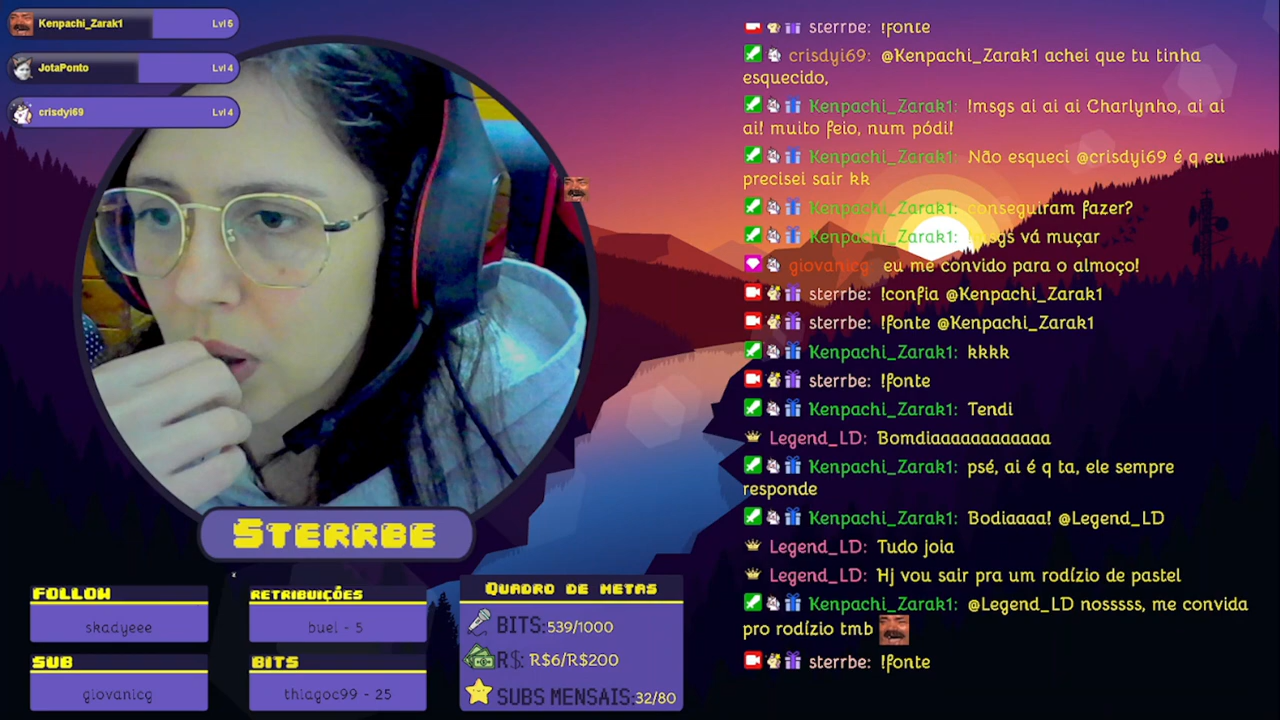 Kenpachi_Zarak1 Lvl 5
JotaPonto Lvl 4
crisdyi69 Lvl 4
STERRBE
FOLLOW
skadyeee
RETRIBUIÇÕES
buel - 5
SUB
giovanicg
BITS
thiagoc99 - 25
QUADRO DE METAS
BITS:539/1000
R$: R$6/R$200
SUBS MENSAIS:32/80
sterrbe: !fonte
crisdyi69: @Kenpachi_Zarak1 achei que tu tinha
esquecido,
Kenpachi_Zarak1: !msgs ai ai ai Charlynho, ai ai
ai! muito feio, num pódi!
Kenpachi_Zarak1: Não esqueci @crisdyi69 é q eu
precisei sair kk
Kenpachi_Zarak1: conseguiram fazer?
Kenpachi_Zarak1: !msgs vá muçar
giovanicg: eu me convido para o almoço!
sterrbe: !confia @Kenpachi_Zarak1
sterrbe: !fonte @Kenpachi_Zarak1
Kenpachi_Zarak1: kkkk
sterrbe: !fonte
Kenpachi_Zarak1: Tendi
Legend_LD: Bomdiaaaaaaaaaaaa
Kenpachi_Zarak1: psé, ai é q ta, ele sempre
responde
Kenpachi_Zarak1: Bodiaaaa! @Legend_LD
Legend_LD: Tudo joia
Legend_LD: Hj vou sair pra um rodízio de pastel
Kenpachi_Zarak1: @Legend_LD nosssss, me convida
pro rodízio tmb
sterrbe: !fonte